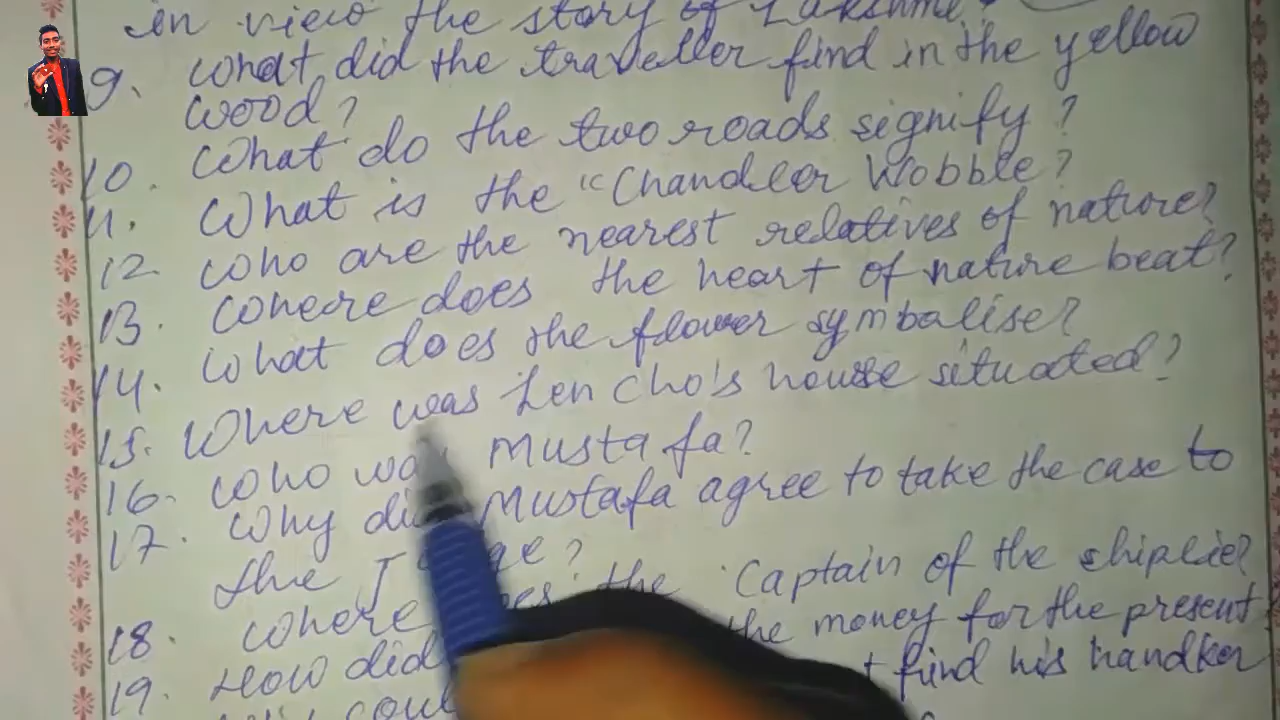 in view the story of Lakshmi.
9. What did the traveller find in the yellow
wood?
10. What do the two roads signify?
11. What is the "Chandler Wobble?
12. Who are the nearest relatives of nature?
13. Where does the heart of nature beat?
14. What does the flower symbalise?
15. Where was Lencho's house situated?
16. Who was Mustafa?
17. Why did Mustafa agree to take the case to
the
18. Where the Captain of the ship lie?
19. How did the money for the present
find his handker